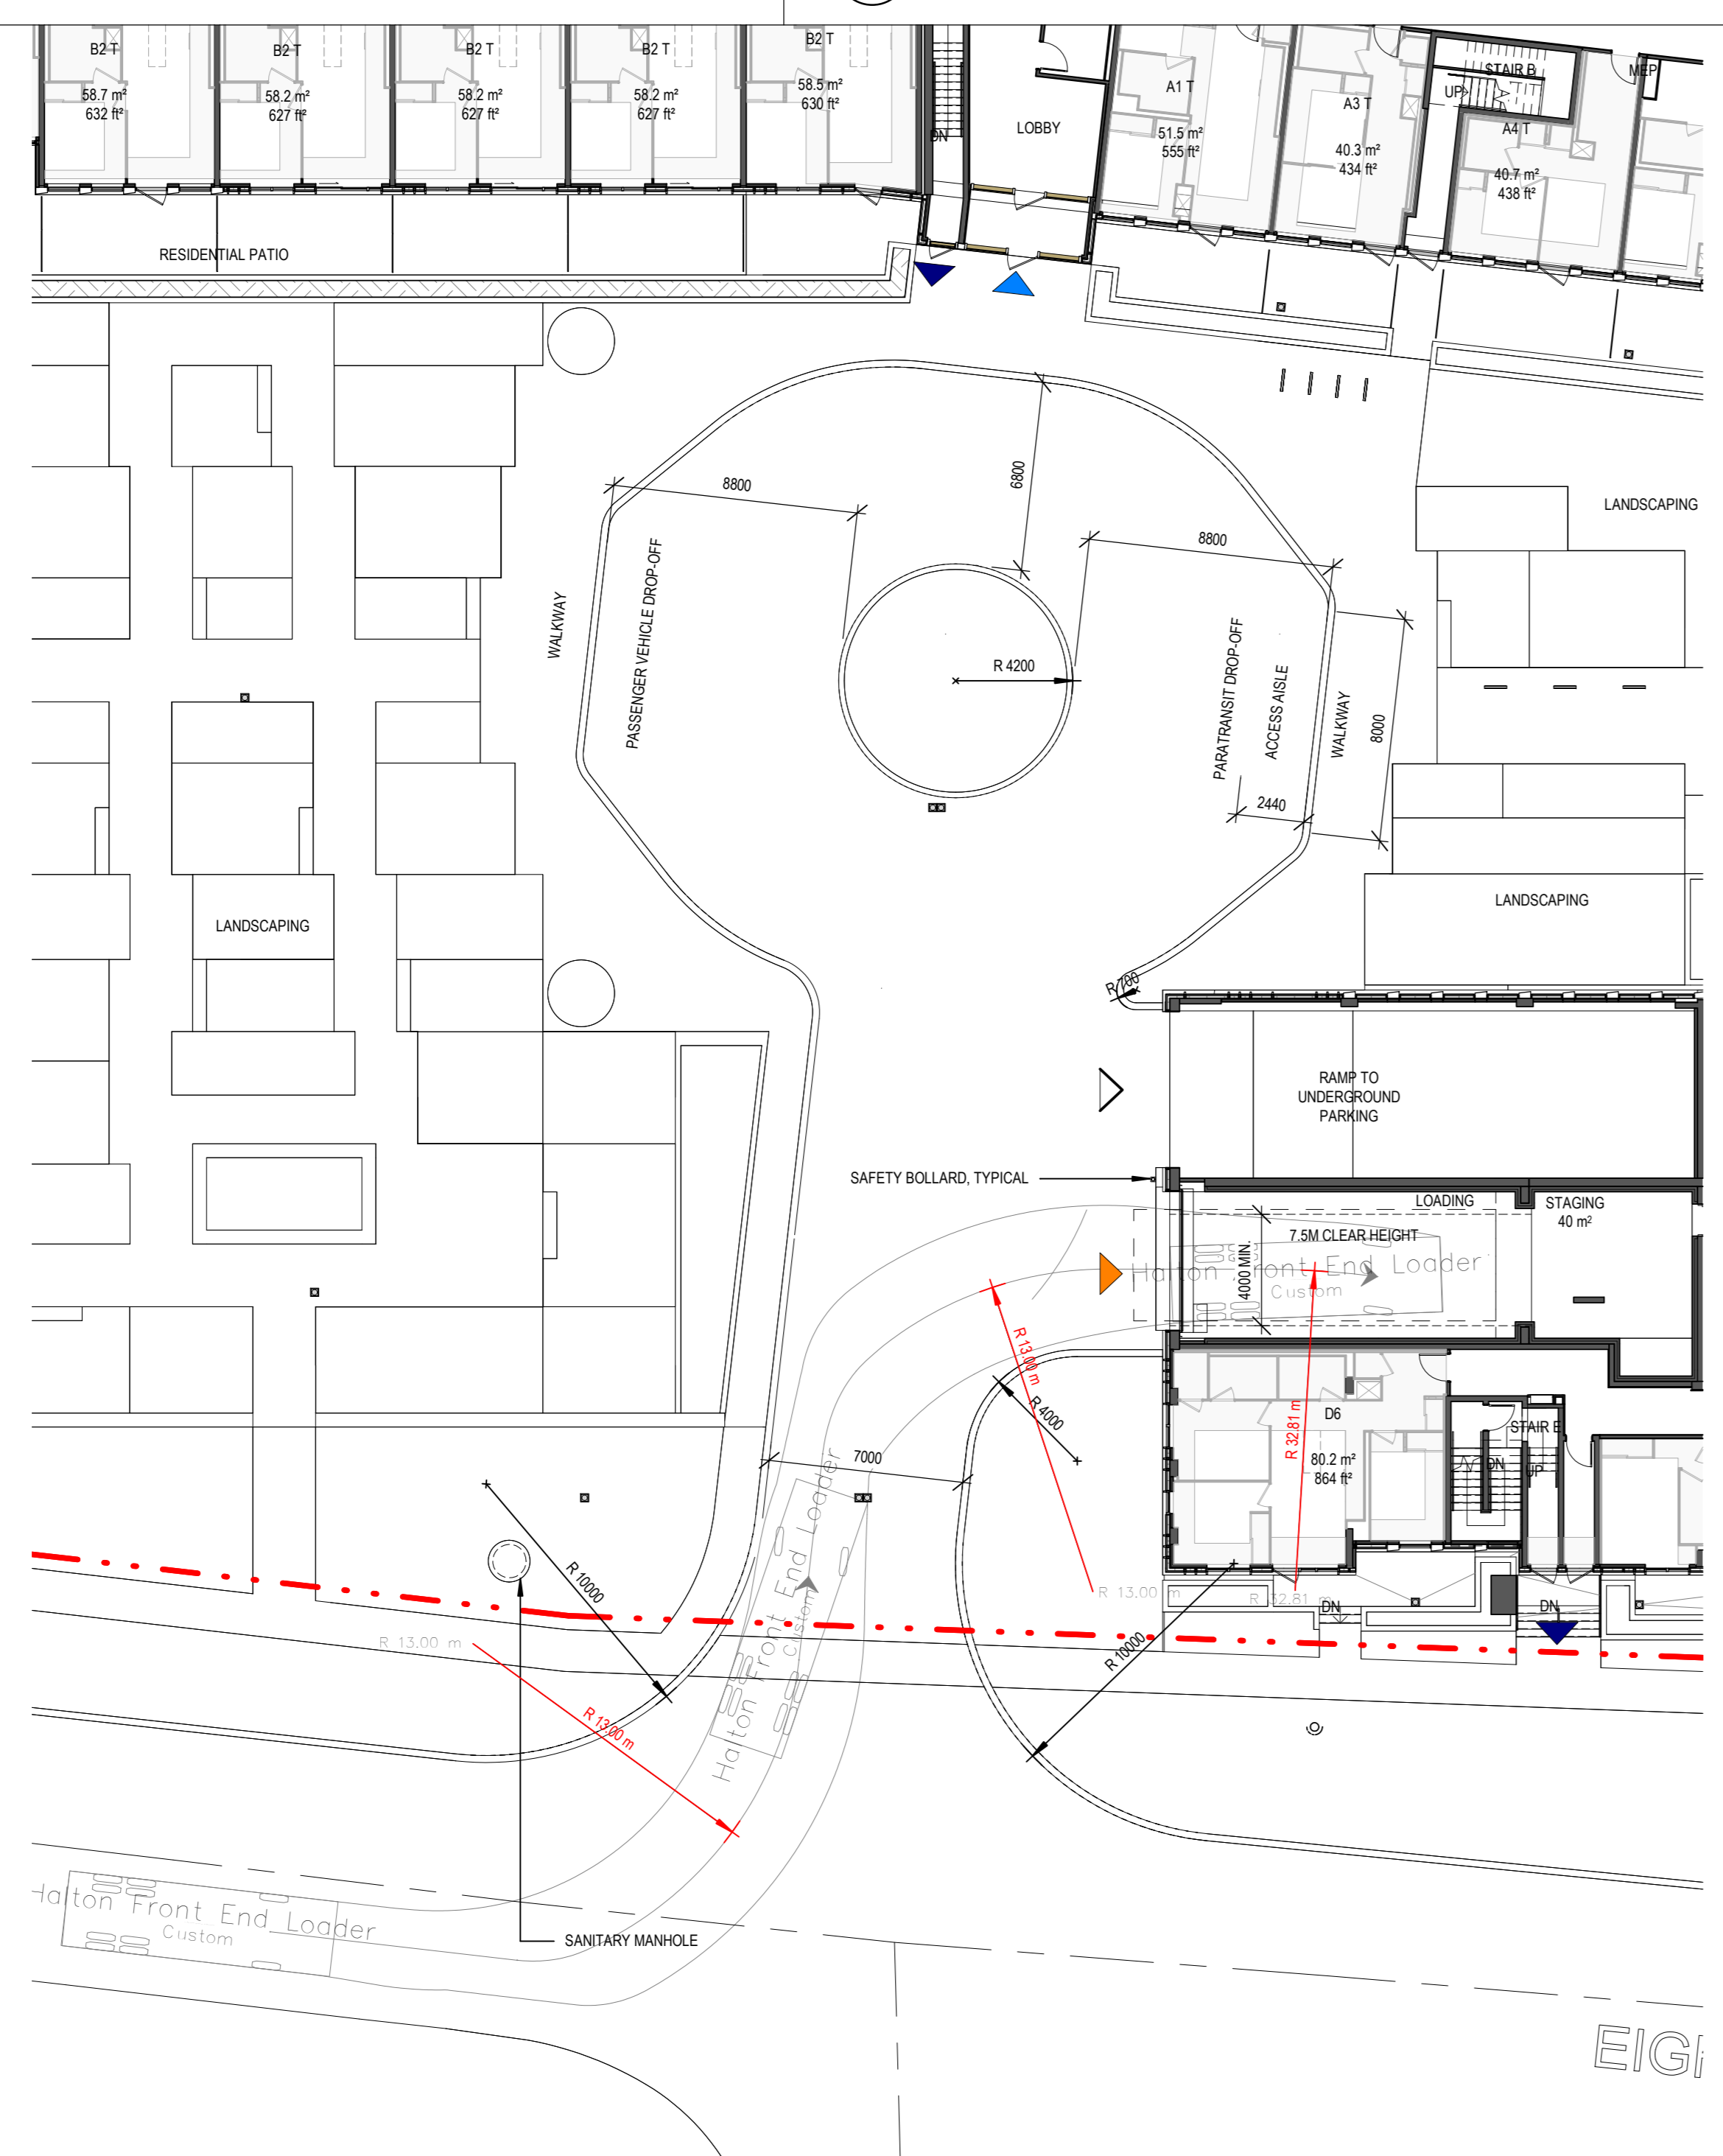 B2 T
58.7 m²
632 ft²
B2 T
58.2 m²
627 ft²
B2 T
58.2 m²
627 ft²
B2 T
58.2 m²
627 ft²
B2 T
58.5 m²
630 ft²
DN
LOBBY
A1 T
51.5 m²
555 ft²
A3 T
40.3 m²
434 ft²
STAIR B
UP
A4 T
40.7 m²
438 ft²
MEP
RESIDENTIAL PATIO
8800
6800
8800
LANDSCAPING
WALKWAY
PASSENGER VEHICLE DROP-OFF
R 4200
PARATRANSIT DROP-OFF
ACCESS AISLE
WALKWAY
8000
2440
LANDSCAPING
LANDSCAPING
R 700
RAMP TO
UNDERGROUND
PARKING
SAFETY BOLLARD, TYPICAL
LOADING
STAGING
40 m²
7.5M CLEAR HEIGHT
4000 MIN.
Halton Front End Loader
Custom
R 13.00 m
R 4000
R 32.81 m
D6
80.2 m²
864 ft²
STAIR E
DN
UP
7000
Halton Front End Loader
Custom
R 10000
R 13.00 m
R 32.81 m
DN
DN
R 13.00 m
R 10000
R 13.00 m
Halton Front End Loader
Custom
SANITARY MANHOLE